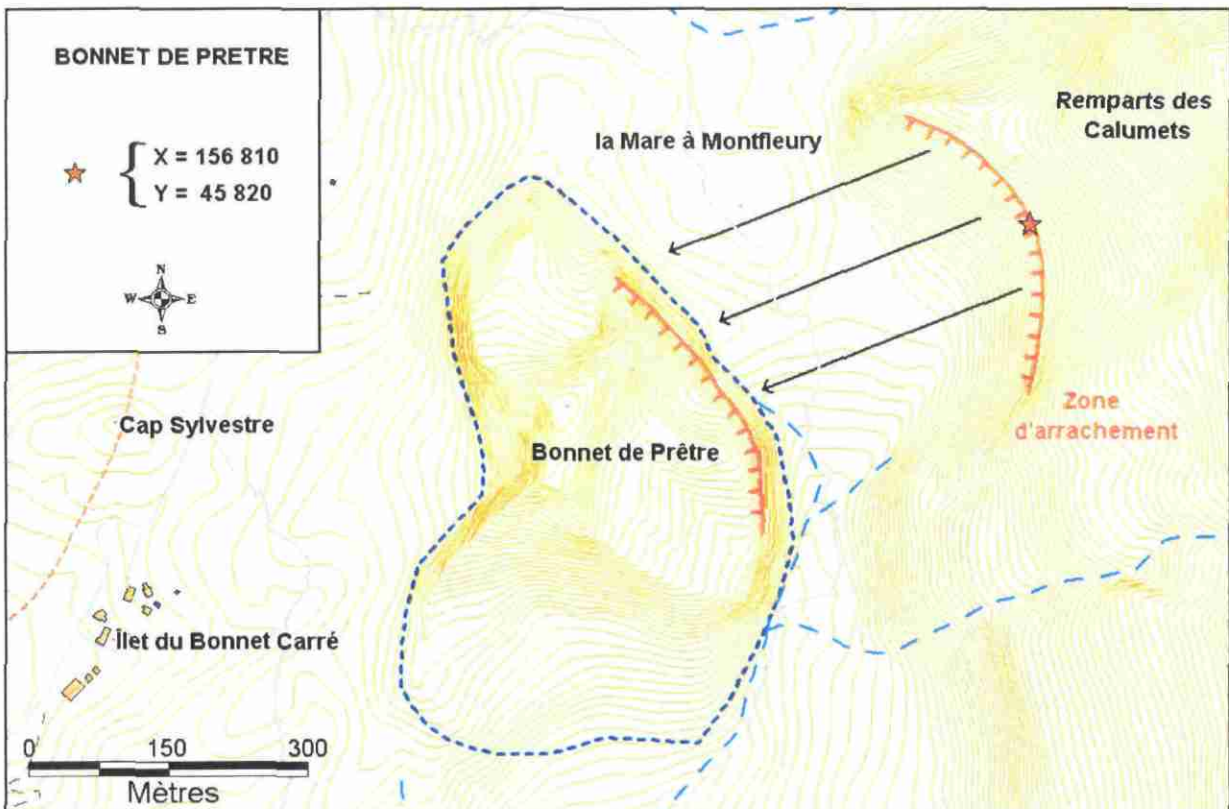 BONNET DE PRETRE
X = 156 810
Y = 45 820
N
W E
S
Remparts des
Calumets
la Mare à Montfleury
Zone
d'arrachement
Cap Sylvestre
Bonnet de Prêtre
Îlet du Bonnet Carré
0 150 300
Mètres